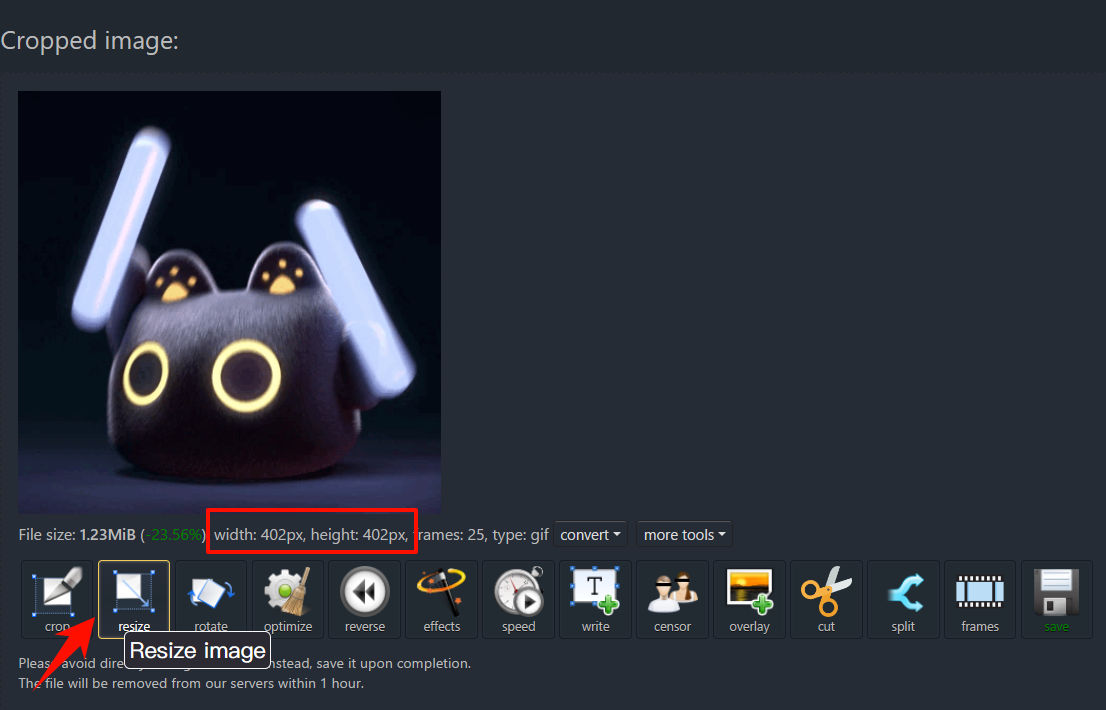 Cropped image:
File size: 1.23MiB (-23.56%), width: 402px, height: 402px, frames: 25, type: gif convert more tools
crop resize rotate optimize reverse effects speed write censor overlay cut split frames save
T
Resize image
Please avoid instead, save it upon completion.
The file will be removed from our servers within 1 hour.